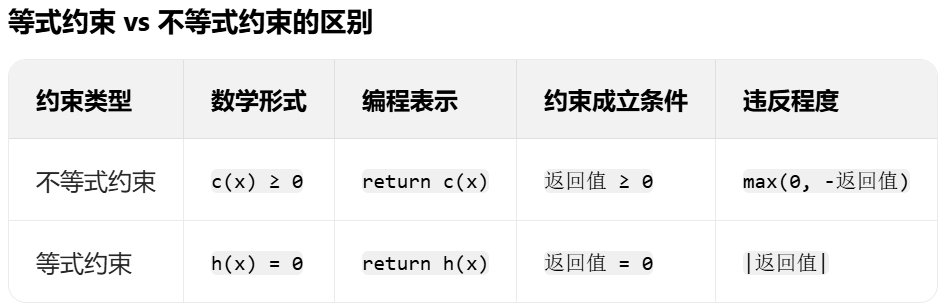 等式约束 vs 不等式约束的区别
约束类型 数学形式 编程表示 约束成立条件 违反程度
不等式约束 c(x) ≥ 0 return c(x) 返回值 ≥ 0 max(0, -返回值)
等式约束 h(x) = 0 return h(x) 返回值 = 0 |返回值|